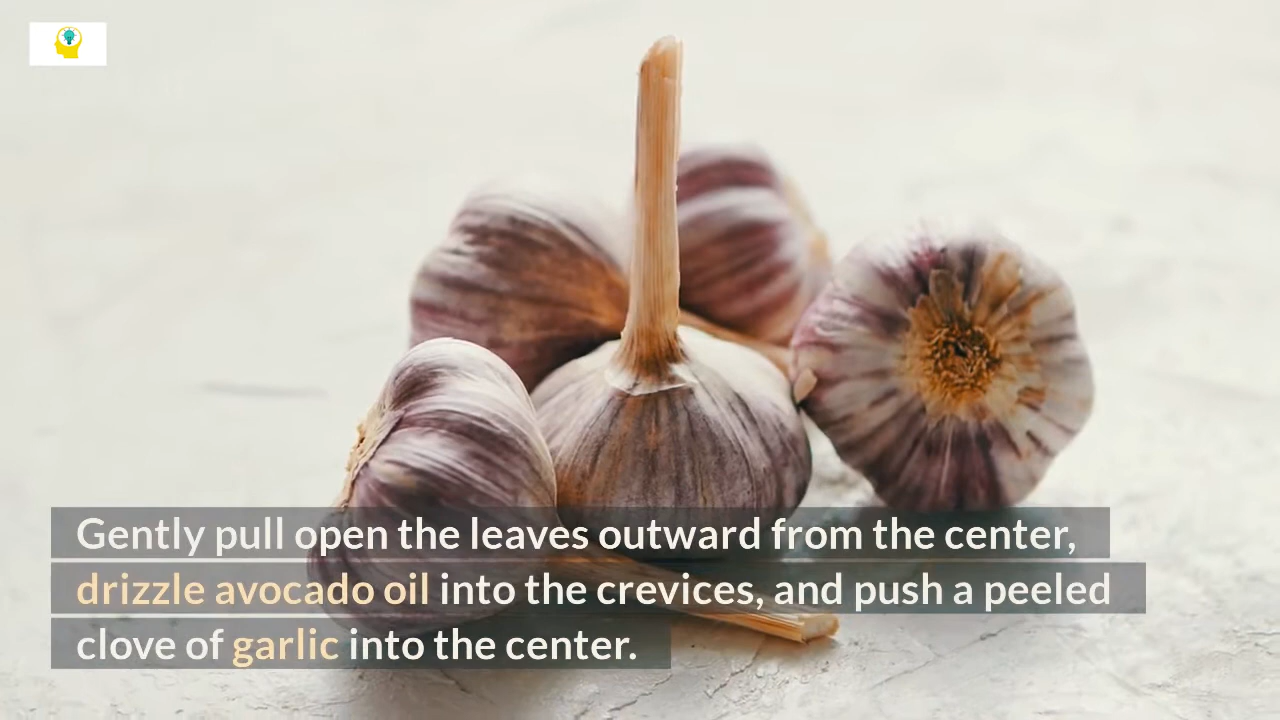 Gently pull open the leaves outward from the center,
drizzle avocado oil into the crevices, and push a peeled
clove of garlic into the center.